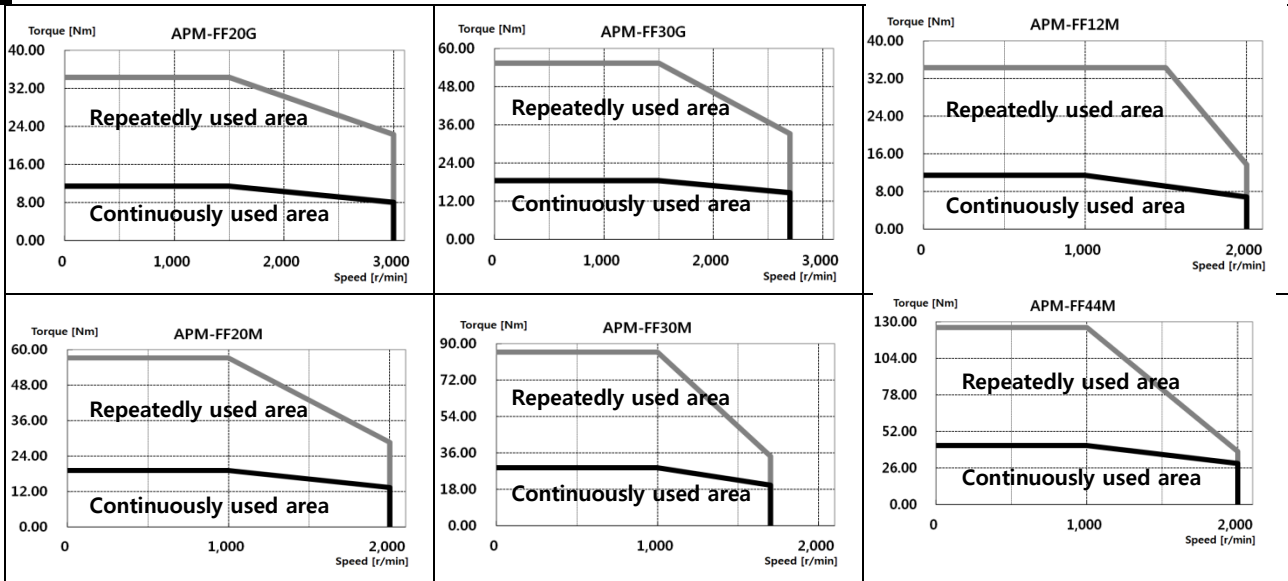 Torque [Nm] APM-FF20G
40.00
32.00
24.00
16.00
8.00
0.00
Repeatedly used area
Continuously used area
0 1,000 2,000 3,000
Speed [r/min]
Torque [Nm] APM-FF30G
60.00
48.00
36.00
24.00
12.00
0.00
Repeatedly used area
Continuously used area
0 1,000 2,000 3,000
Speed [r/min]
Torque [Nm] APM-FF12M
40.00
32.00
24.00
16.00
8.00
0.00
Repeatedly used area
Continuously used area
0 1,000 2,000
Speed [r/min]
Torque [Nm] APM-FF20M
60.00
48.00
36.00
24.00
12.00
0.00
Repeatedly used area
Continuously used area
0 1,000 2,000
Speed [r/min]
Torque [Nm] APM-FF30M
90.00
72.00
54.00
36.00
18.00
0.00
Repeatedly used area
Continuously used area
0 1,000 2,000
Speed [r/min]
Torque [Nm] APM-FF44M
130.00
104.00
78.00
52.00
26.00
0.00
Repeatedly used area
Continuously used area
0 1,000 2,000
Speed [r/min]